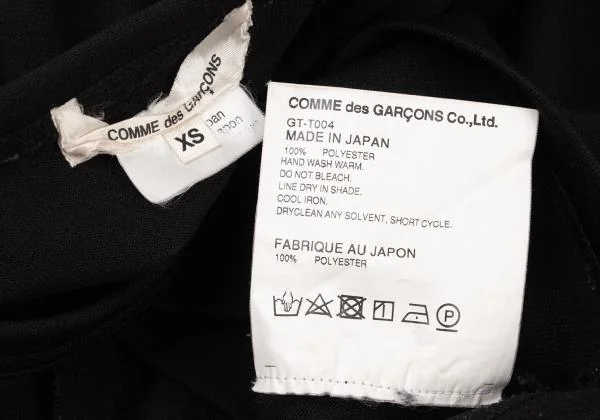 COMME des GARÇONS
XS
pan
apon
COMME des GARÇONS Co.,Ltd.
GT-T004
MADE IN JAPAN
100% POLYESTER
HAND WASH WARM.
DO NOT BLEACH.
LINE DRY IN SHADE.
COOL IRON.
DRYCLEAN ANY SOLVENT, SHORT CYCLE.
FABRIQUE AU JAPON
100% POLYESTER
P